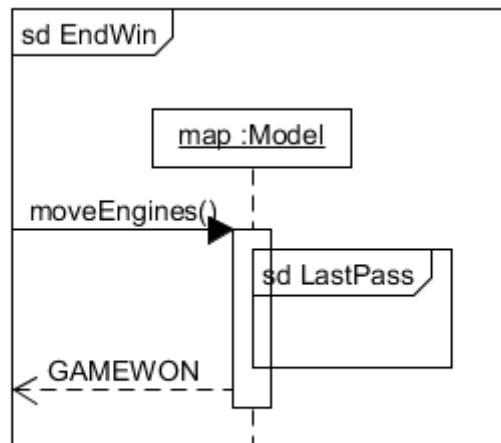 sd EndWin
map :Model
moveEngines()
sd LastPass
GAMEWON